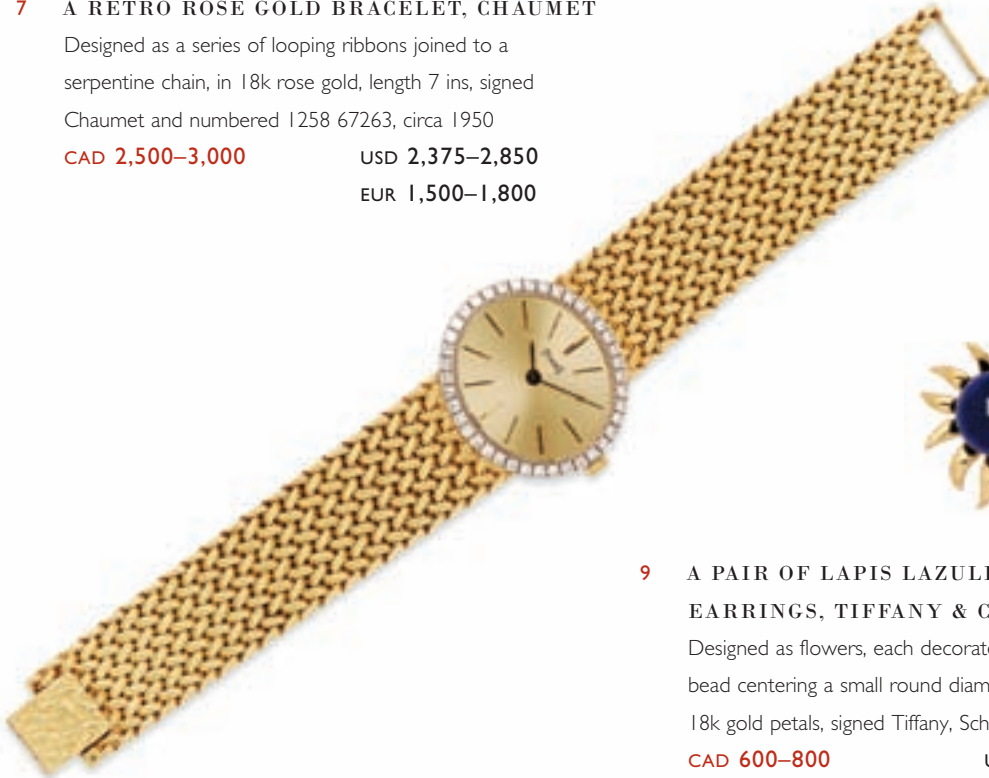 7 A RETRO ROSE GOLD BRACELET, CHAUMET
Designed as a series of looping ribbons joined to a
serpentine chain, in 18k rose gold, length 7 ins, signed
Chaumet and numbered 1258 67263, circa 1950
CAD 2,500–3,000 USD 2,375–2,850
EUR 1,500–1,800
9 A PAIR OF LAPIS LAZULI
EARRINGS, TIFFANY & C
Designed as flowers, each decorate
bead centering a small round diam
18k gold petals, signed Tiffany, Sch
CAD 600–800 U